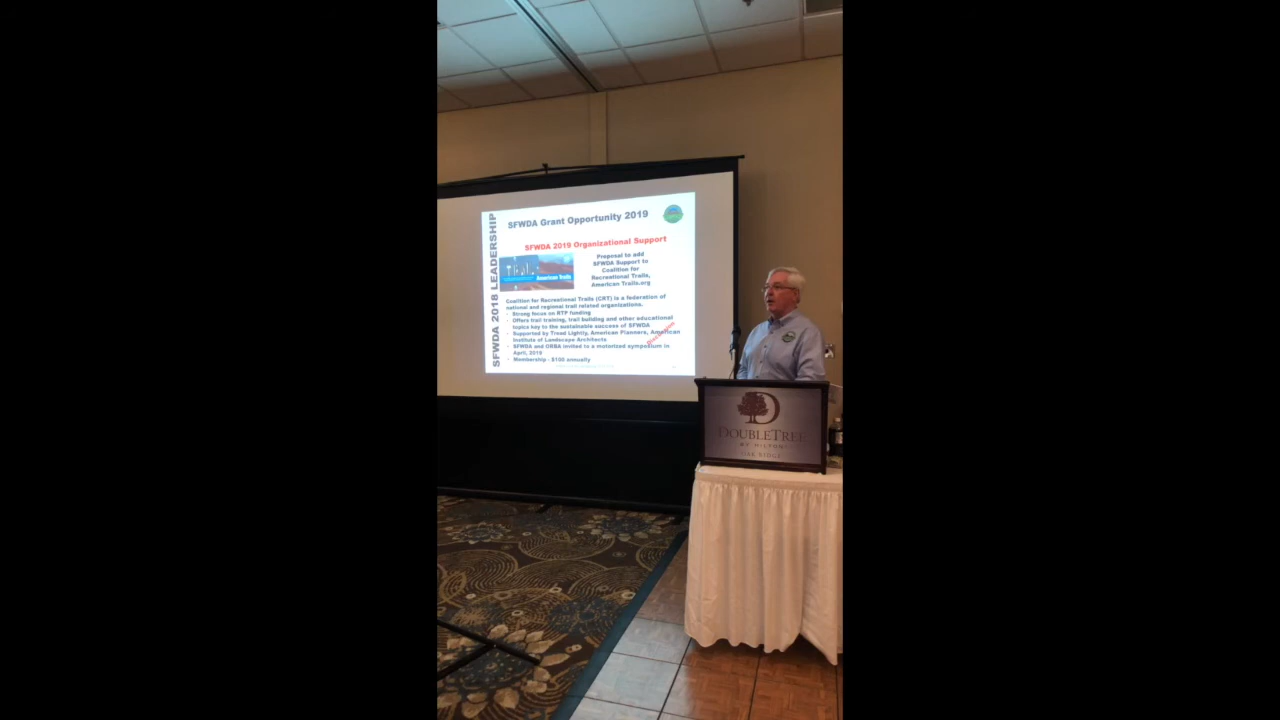 SFWDA 2018 LEADERSHIP
SFWDA Grant Opportunity 2019
SFWDA 2019 Organizational Support
Proposal to add
SFWDA Support to
Coalition for
Recreational Trails,
American Trails.org
American Trails
Coalition for Recreational Trails (CRT) is a federation of
national and regional trail related organizations.
- Strong focus on RTP funding
- Offers trail training, trail building and other educational
topics key to the sustainable success of SFWDA
- Supported by Tread Lightly, American Planners, American
Institute of Landscape Architects
- SFWDA and ORBA invited to a motorized symposium in
April, 2019
- Membership - $100 annually
D
DOUBLETREE
BY HILTON
OAK RIDGE